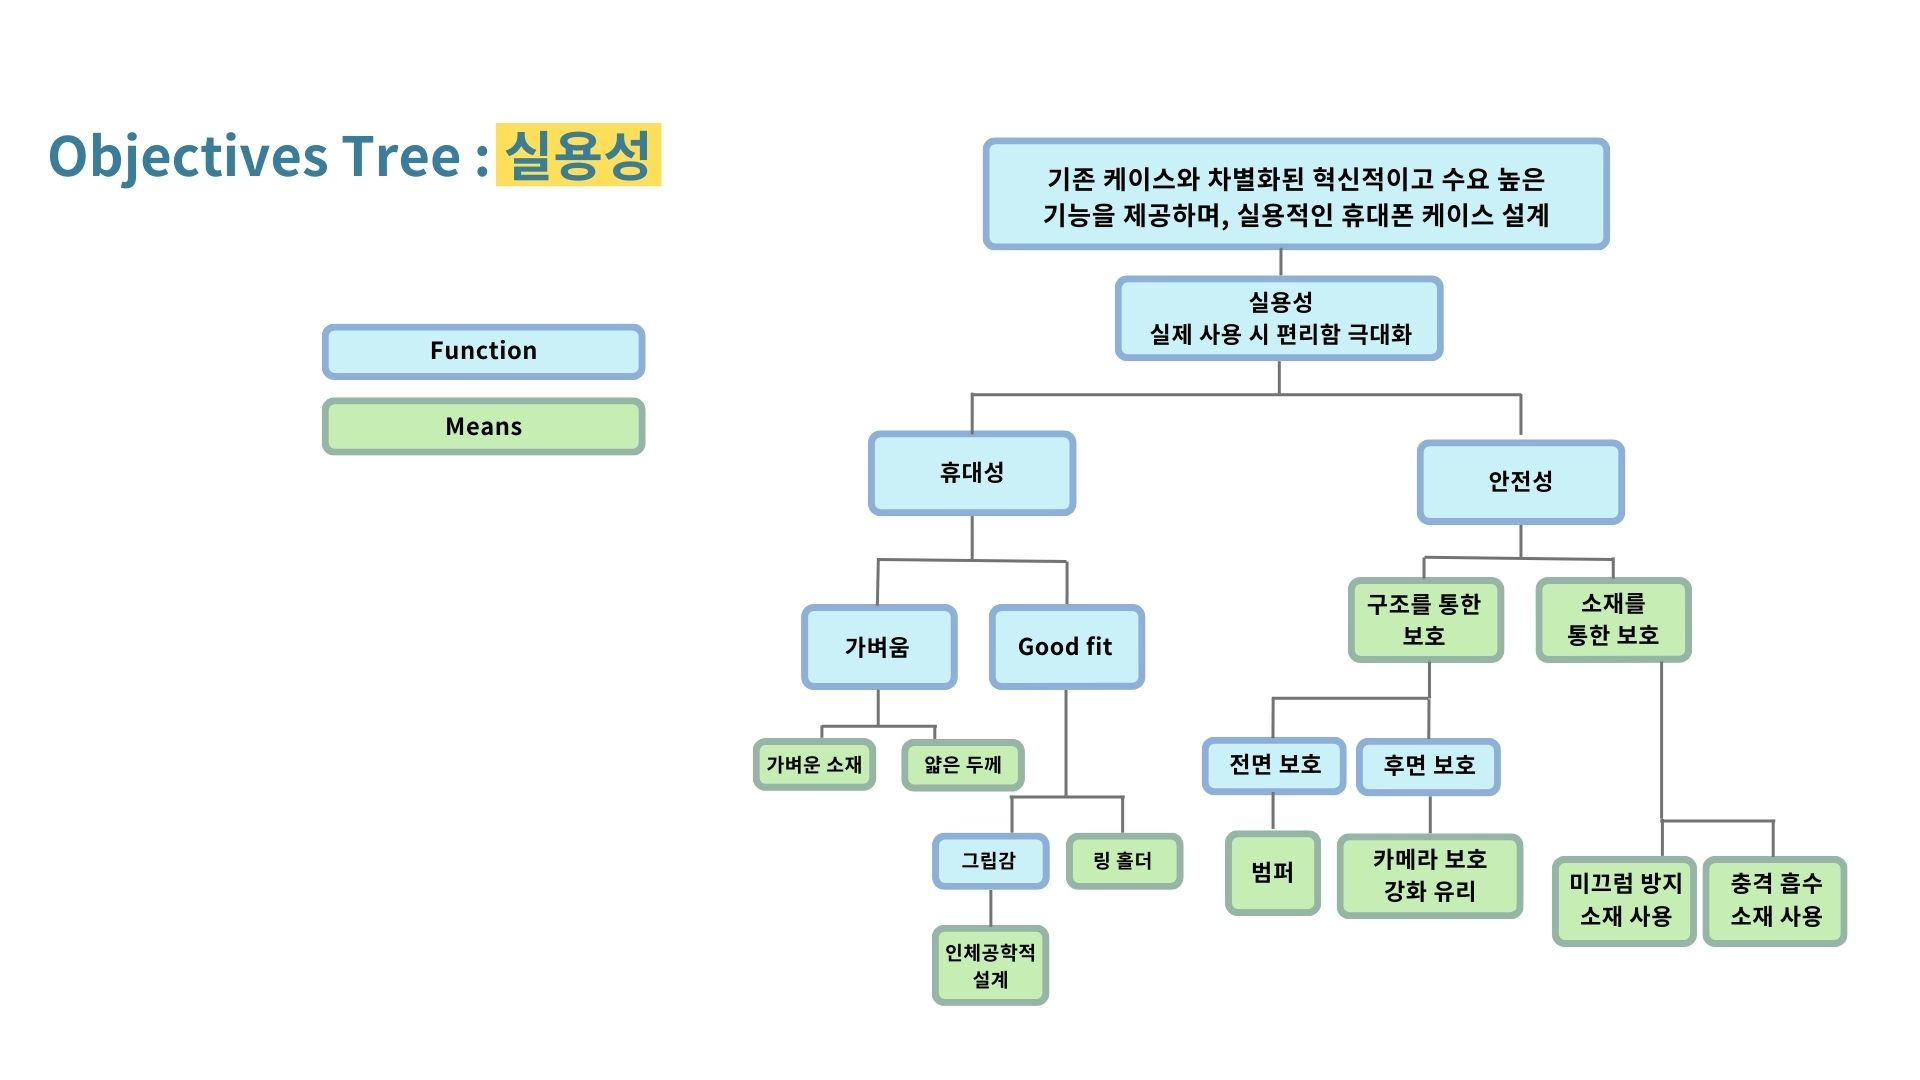 Objectives Tree : 실용성
Function
Means
기존 케이스와 차별화된 혁신적이고 수요 높은
기능을 제공하며, 실용적인 휴대폰 케이스 설계
실용성
실제 사용 시 편리함 극대화
휴대성
안전성
가벼움
Good fit
구조를 통한
보호
소재를
통한 보호
가벼운 소재
얇은 두께
전면 보호
후면 보호
그립감
링 홀더
범퍼
카메라 보호
강화 유리
미끄럼 방지
소재 사용
충격 흡수
소재 사용
인체공학적
설계